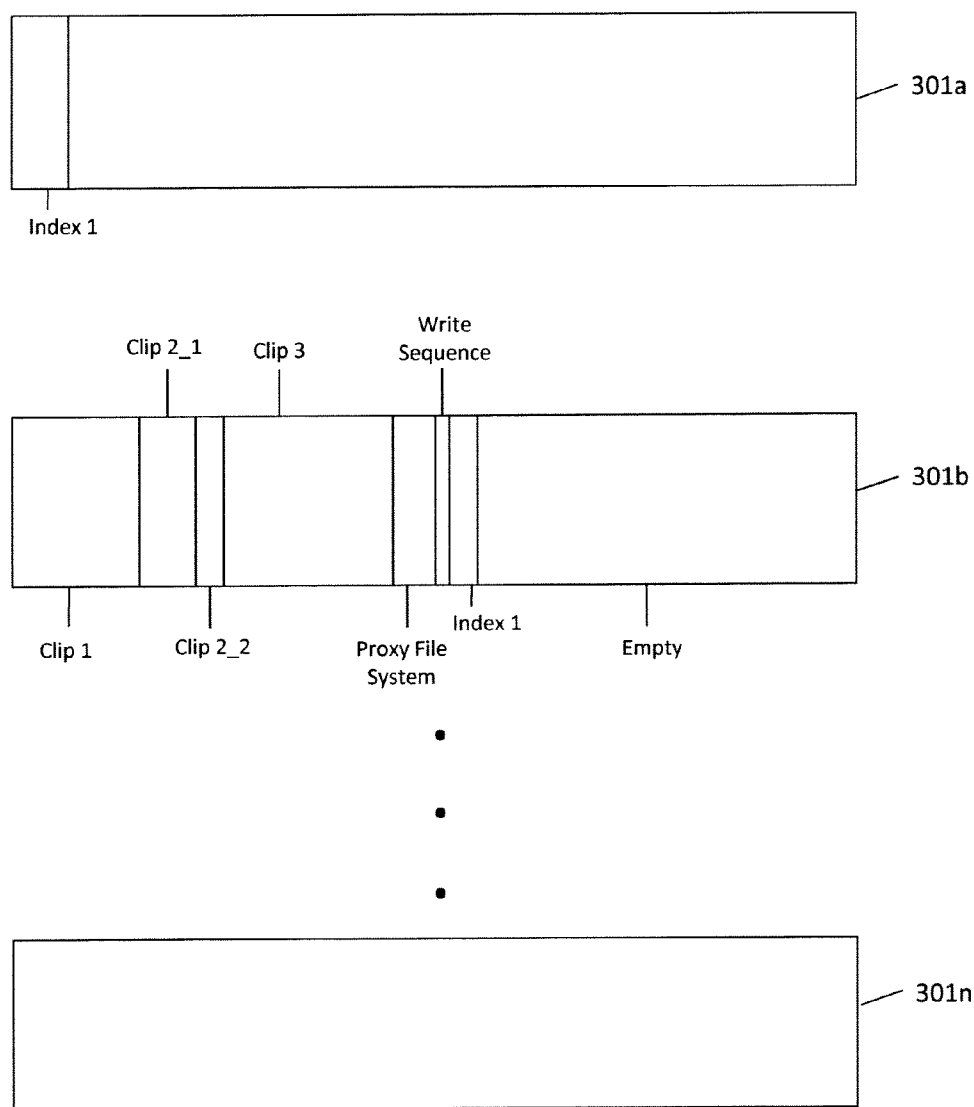 301a
Index 1
Write
Clip 2_1
Clip 3
Sequence
301b
Index 1
Clip 1
Clip 2_2
Proxy File
Empty
System
301n